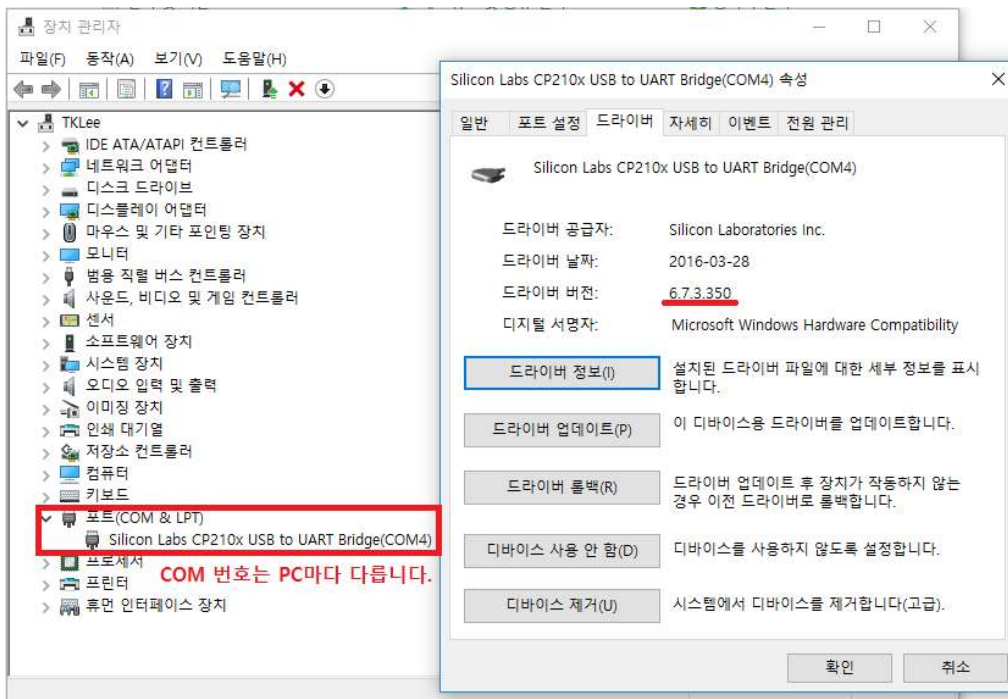 장치 관리자
파일(F) 동작(A) 보기(V) 도움말(H)
TKLee
IDE ATA/ATAPI 컨트롤러
네트워크 어댑터
디스크 드라이브
디스플레이 어댑터
마우스 및 기타 포인팅 장치
모니터
범용 직렬 버스 컨트롤러
사운드, 비디오 및 게임 컨트롤러
센서
소프트웨어 장치
시스템 장치
오디오 입력 및 출력
이미징 장치
인쇄 대기열
저장소 컨트롤러
컴퓨터
키보드
포트(COM & LPT)
Silicon Labs CP210x USB to UART Bridge(COM4)
프로세서
COM 번호는 PC마다 다릅니다.
프린터
휴먼 인터페이스 장치
Silicon Labs CP210x USB to UART Bridge(COM4) 속성
일반 포트 설정 드라이버 자세히 이벤트 전원 관리
Silicon Labs CP210x USB to UART Bridge(COM4)
드라이버 공급자: Silicon Laboratories Inc.
드라이버 날짜: 2016-03-28
드라이버 버전: 6.7.3.350
디지털 서명자: Microsoft Windows Hardware Compatibility
드라이버 정보(I) 설치된 드라이버 파일에 대한 세부 정보를 표시
합니다.
드라이버 업데이트(P) 이 디바이스용 드라이버를 업데이트합니다.
드라이버 롤백(R) 드라이버 업데이트 후 장치가 작동하지 않는
경우 이전 드라이버로 롤백합니다.
디바이스 사용 안 함(D) 디바이스를 사용하지 않도록 설정합니다.
디바이스 제거(U) 시스템에서 디바이스를 제거합니다(고급).
확인 취소